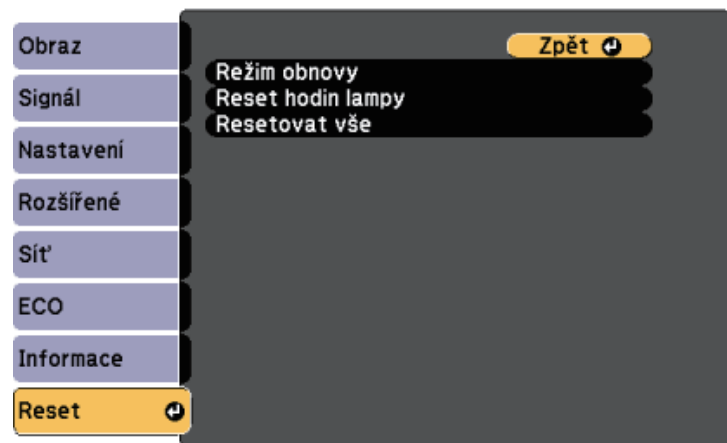 Obraz
Signál
Nastavení
Rozšířené
Síť
ECO
Informace
Reset
Zpět
Režim obnovy
Reset hodin lampy
Resetovat vše